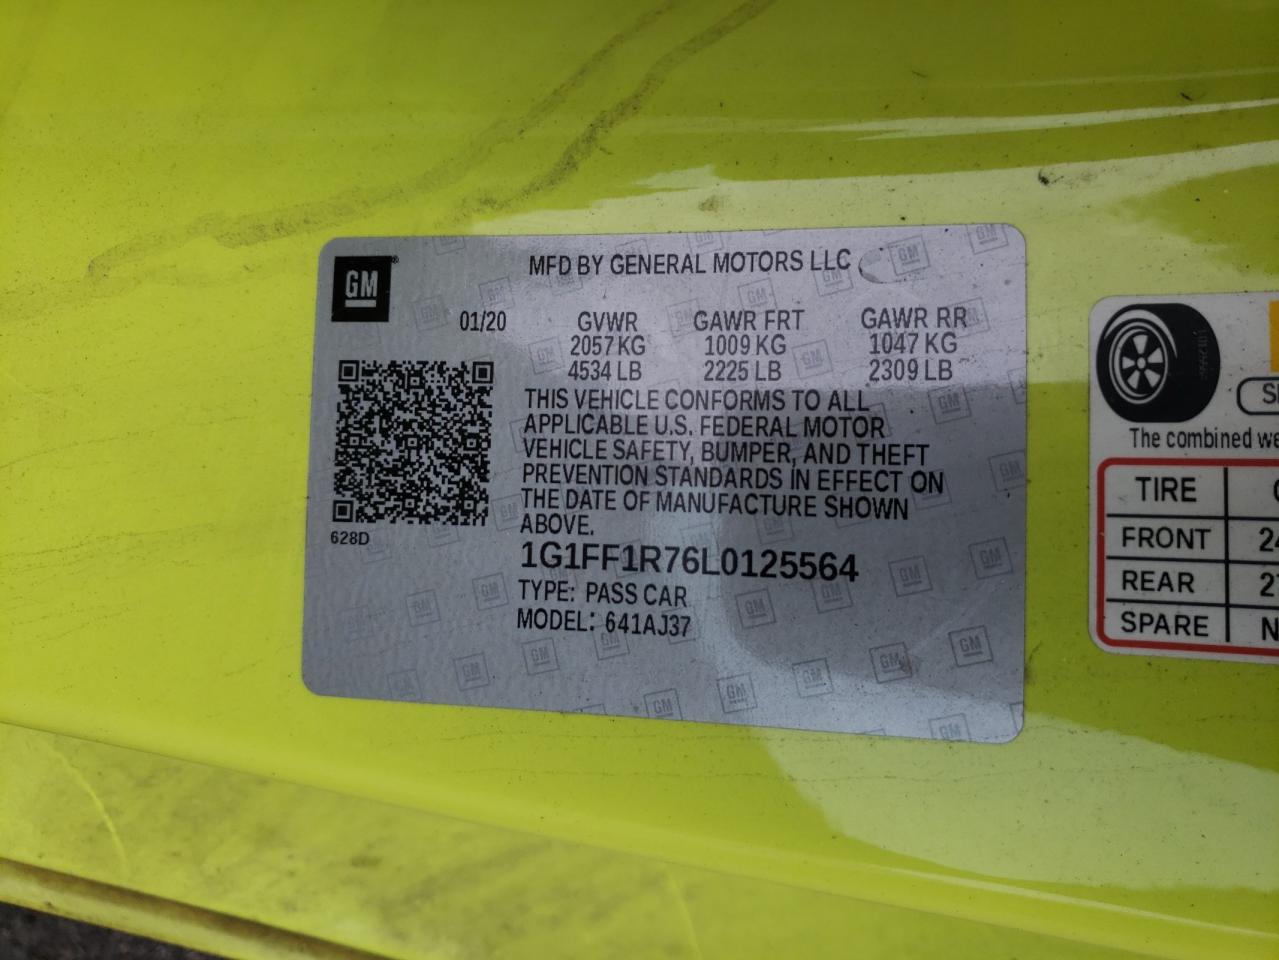 GM
MFD BY GENERAL MOTORS LLC
01/20
GVWR GAWR FRT GAWR RR
2057 KG 1009 KG 1047 KG
4534 LB 2225 LB 2309 LB
THIS VEHICLE CONFORMS TO ALL
APPLICABLE U.S. FEDERAL MOTOR
VEHICLE SAFETY, BUMPER, AND THEFT
PREVENTION STANDARDS IN EFFECT ON
THE DATE OF MANUFACTURE SHOWN
ABOVE.
628D
1G1FF1R76L0125564
TYPE: PASS CAR
MODEL: 641AJ37
The combined
TIRE
FRONT 24
REAR 27
SPARE N